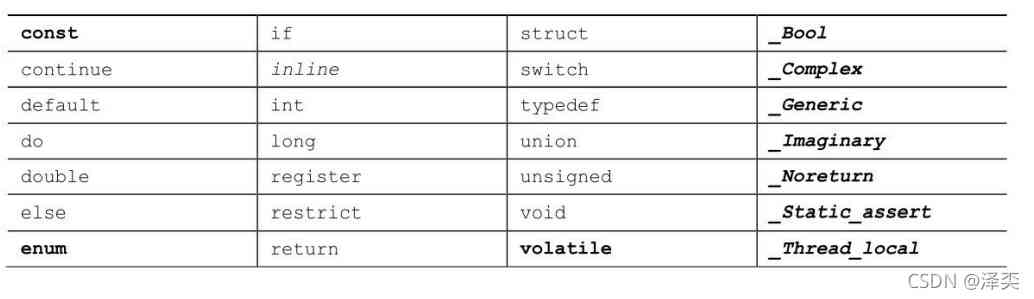 const if struct _Bool
continue inline switch _Complex
default int typedef _Generic
do long union _Imaginary
double register unsigned _Noreturn
else restrict void _Static_assert
enum return volatile _Thread_local
CSDN @泽奕